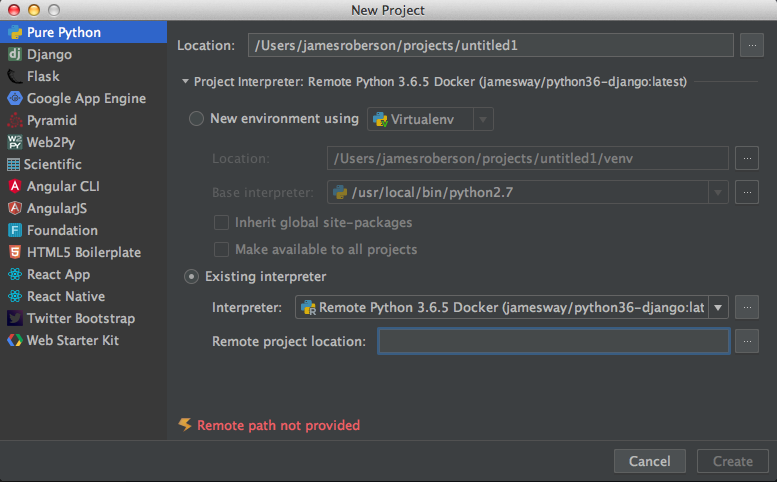 New Project
Pure Python
Django
Flask
Google App Engine
Pyramid
Web2Py
Scientific
Angular CLI
AngularJS
Foundation
HTML5 Boilerplate
React App
React Native
Twitter Bootstrap
Web Starter Kit
Location: /Users/jamesroberson/projects/untitled1 ...
Project Interpreter: Remote Python 3.6.5 Docker (jamesway/python36-django:latest)
New environment using Virtualenv
Location: /Users/jamesroberson/projects/untitled1/venv ...
Base interpreter: /usr/local/bin/python2.7 ...
Inherit global site-packages
Make available to all projects
Existing interpreter
Interpreter: Remote Python 3.6.5 Docker (jamesway/python36-django:lat ...
Remote project location: ...
Remote path not provided
Cancel Create